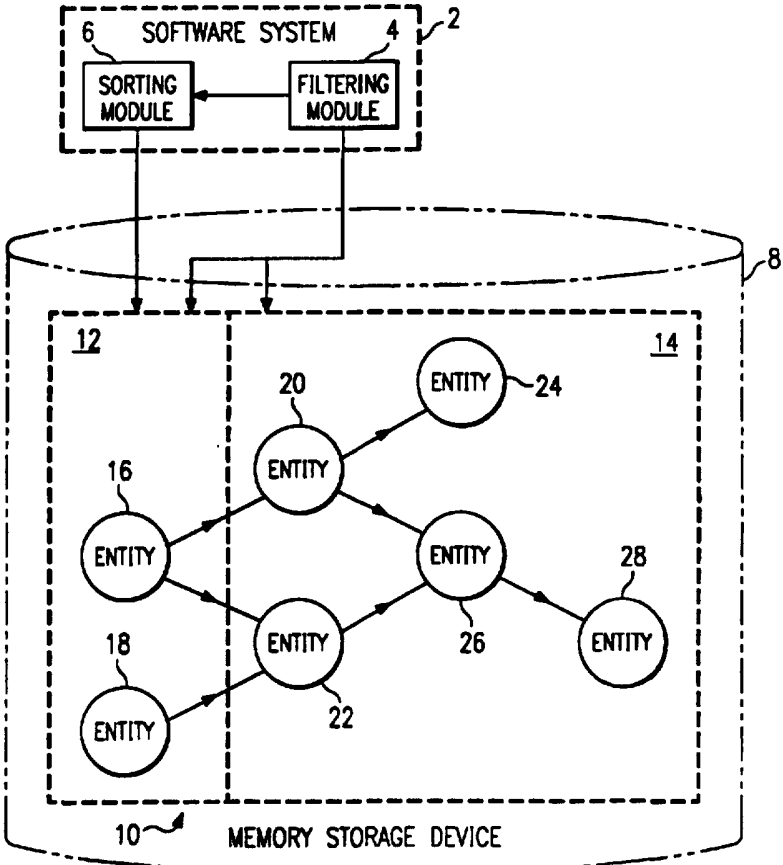 SOFTWARE SYSTEM
2
6
4
SORTING
MODULE
FILTERING
MODULE
8
12
14
ENTITY
24
20
ENTITY
16
ENTITY
ENTITY
26
28
ENTITY
18
ENTITY
ENTITY
22
10
MEMORY STORAGE DEVICE